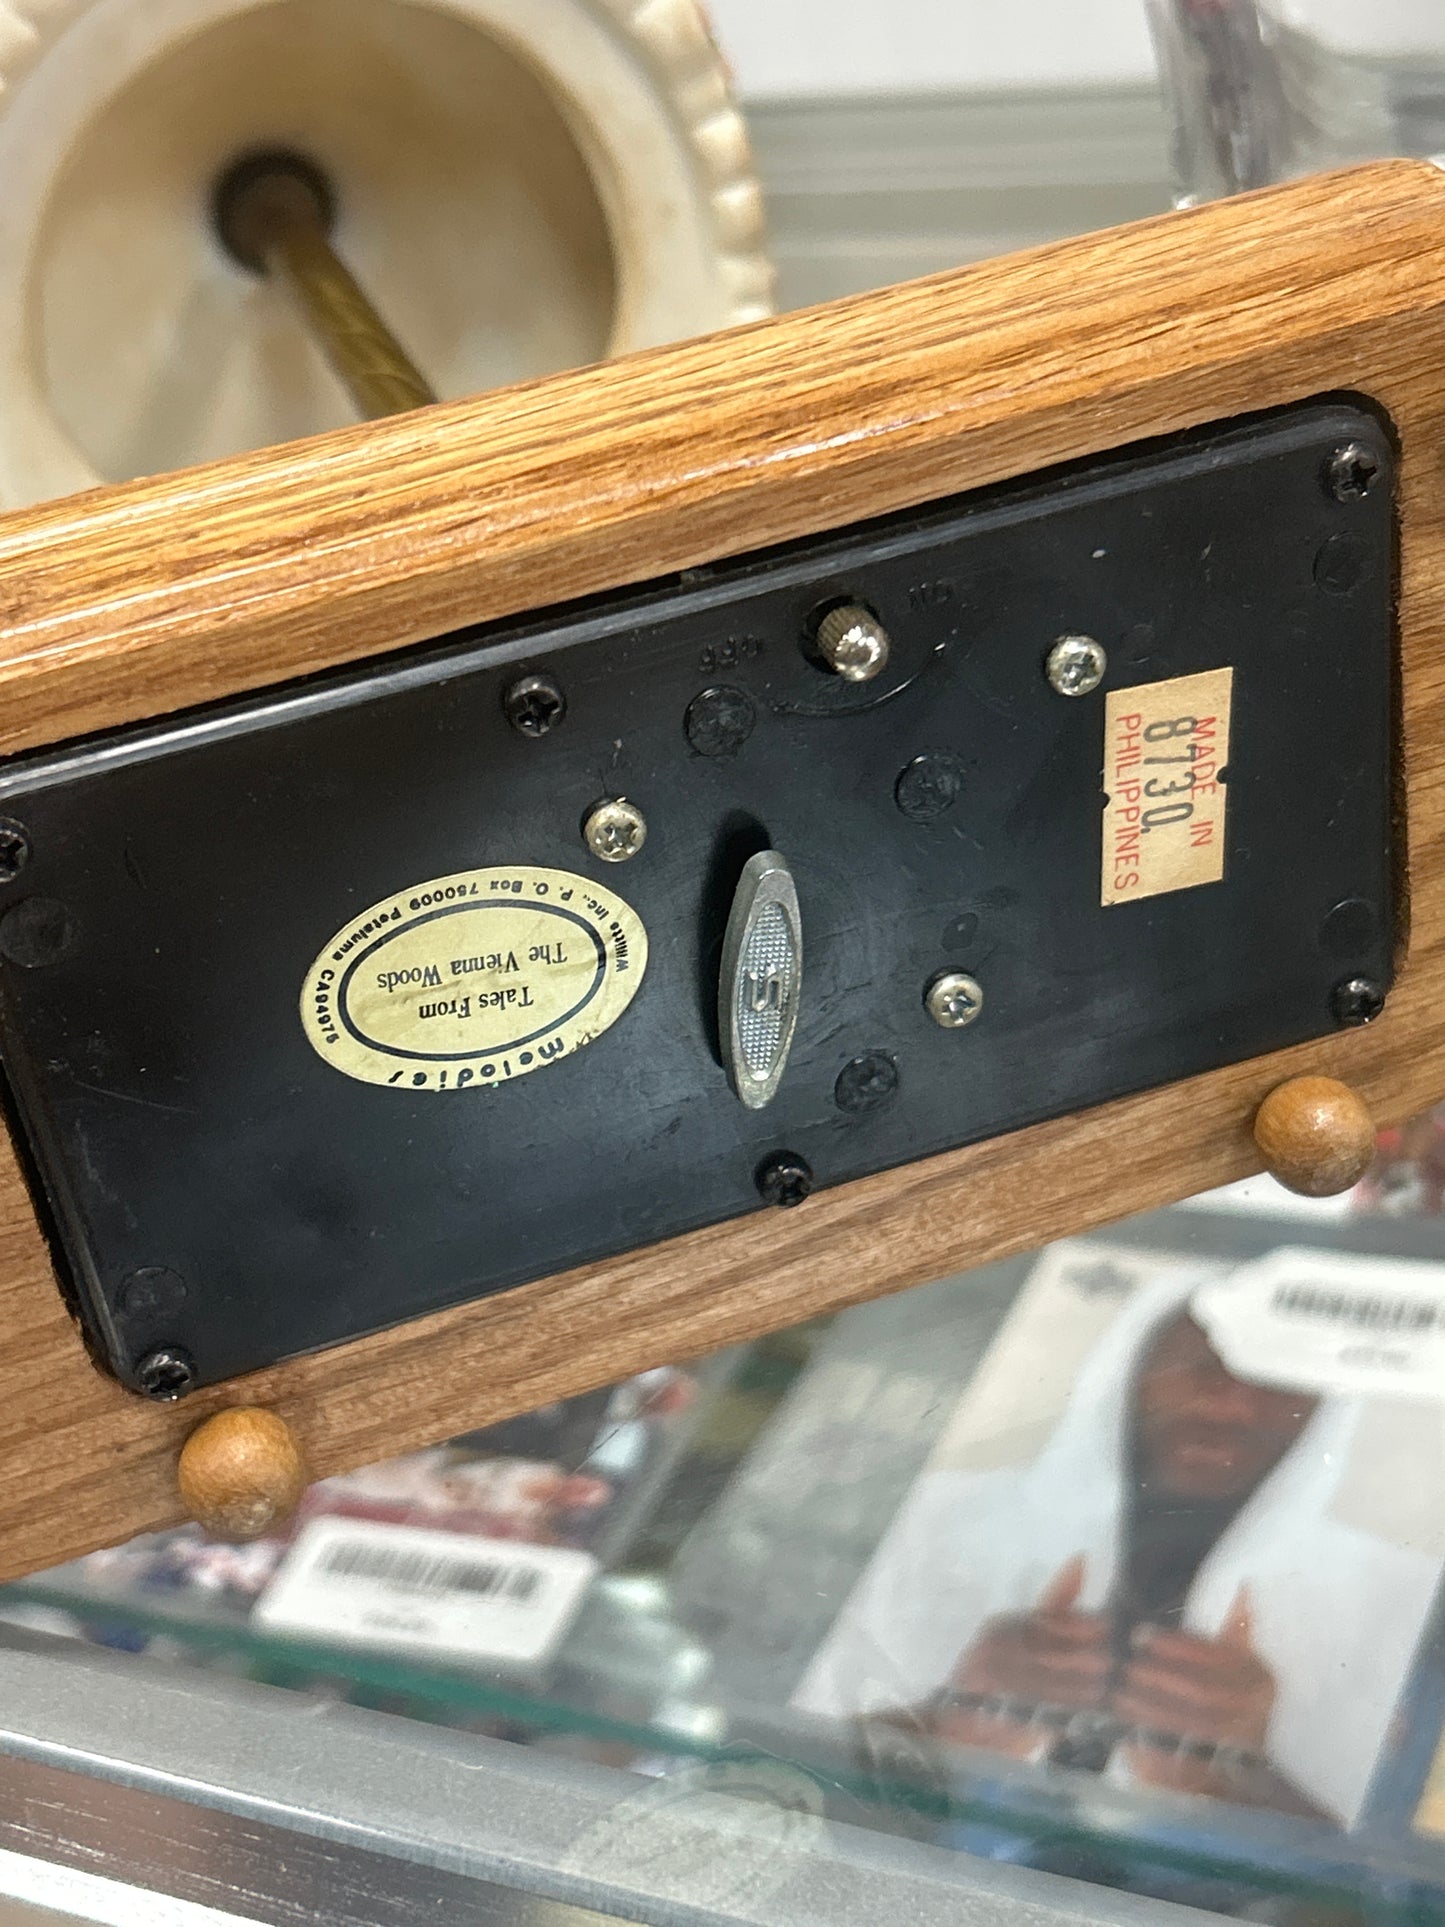 Melodies
Tales From
The Vienna Woods
Willitts Inc., P. O. Box 750009 Petaluma CA94975
MADE IN
8730
PHILIPPINES
S